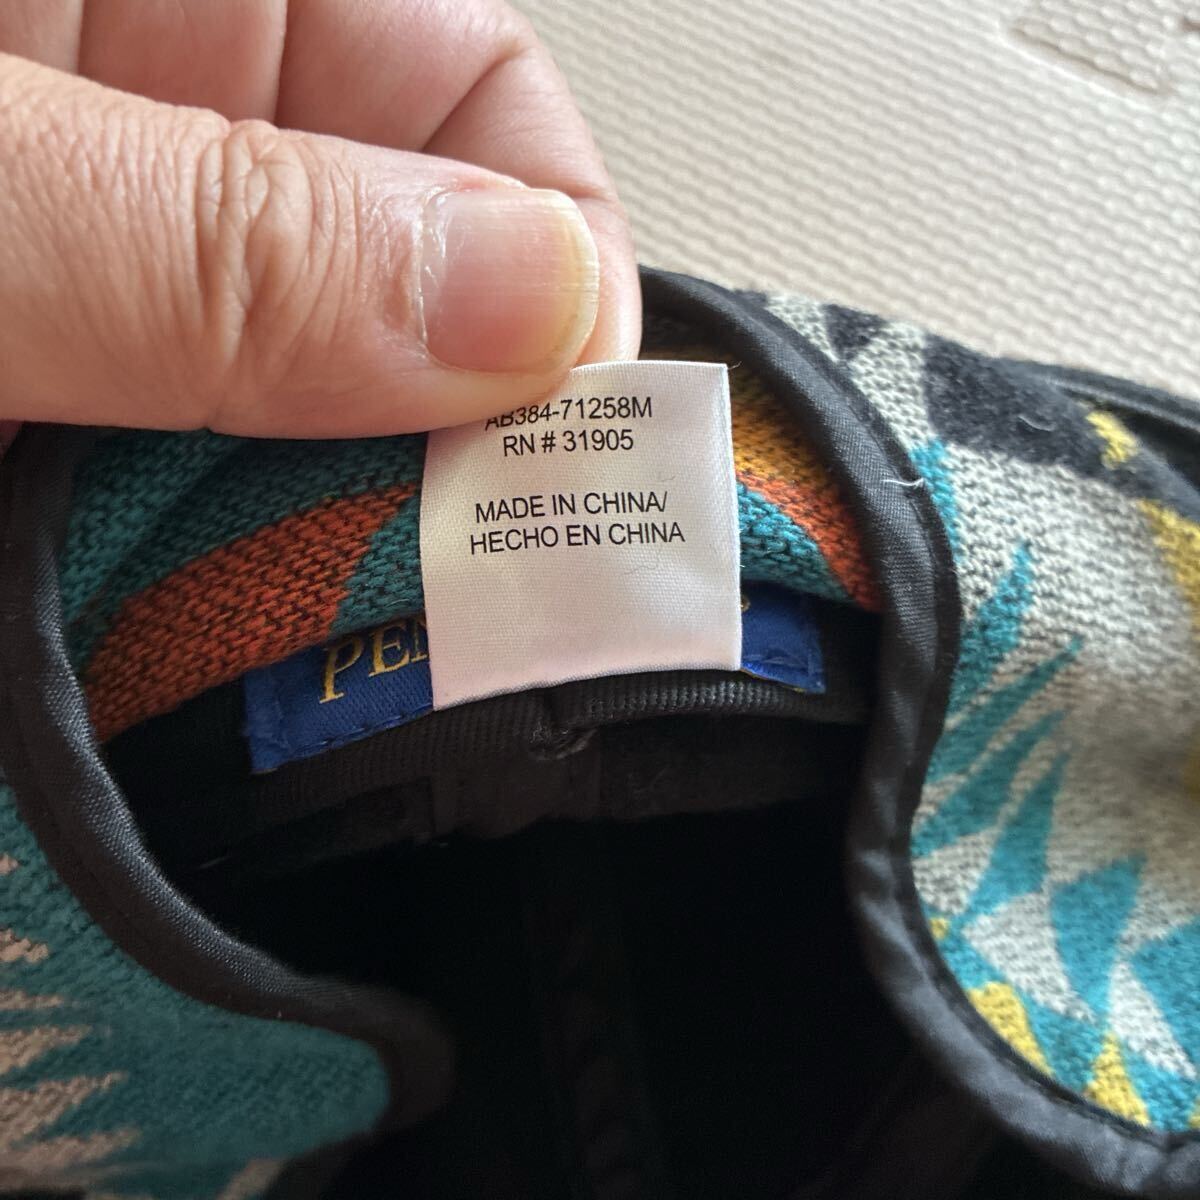 AB384-71258M
RN # 31905
MADE IN CHINA/
HECHO EN CHINA
PEN